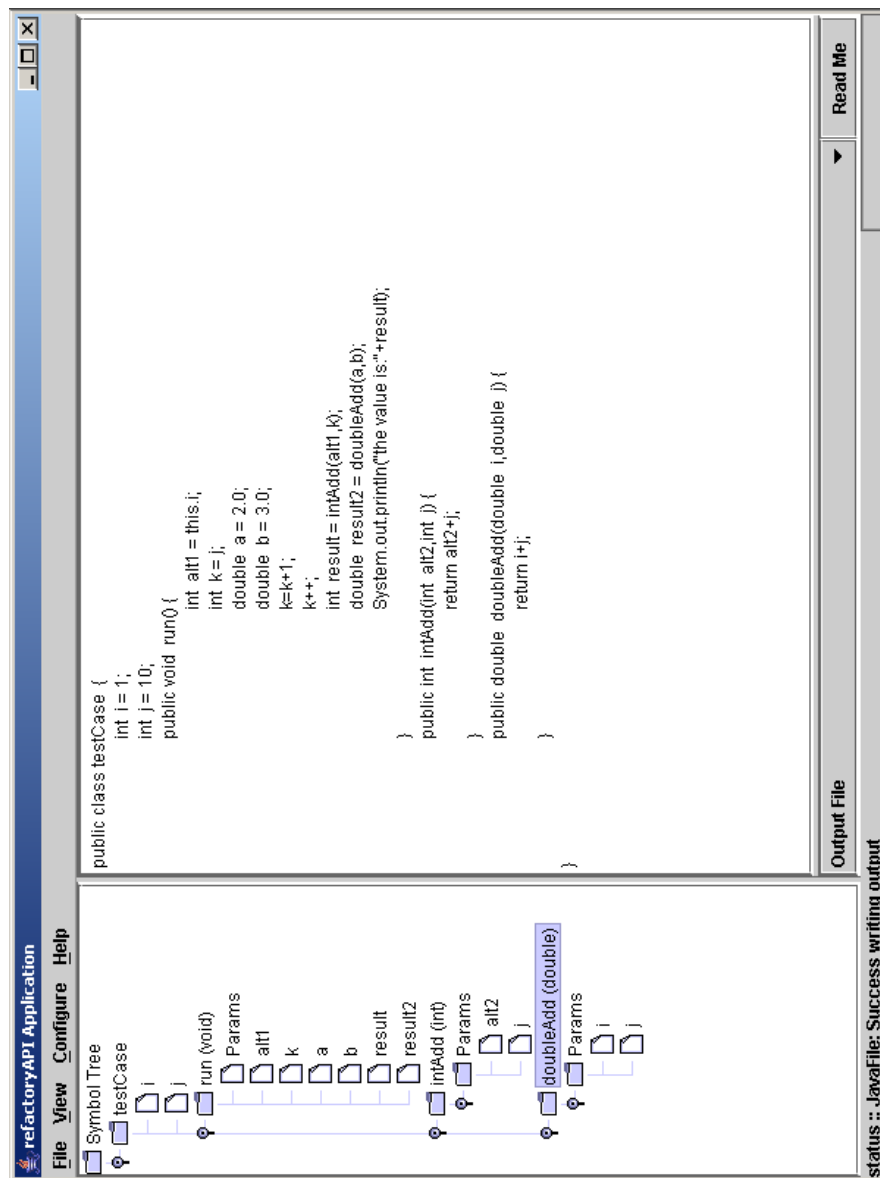 refactoryAPI Application
File View Configure Help
Symbol Tree
testCase
i
j
run (void)
Params
alt1
k
a
b
result
result2
intAdd (int)
Params
alt2
j
doubleAdd (double)
Params
i
j
public class testCase {
int i = 1;
int j = 10;
public void run() {
int alt1 = this.i;
int k = j;
double a = 2.0;
double b = 3.0;
k=k+1;
k++;
int result = intAdd(alt1,k);
double result2 = doubleAdd(a,b);
System.out.println("the value is:"+result);
}
public int intAdd(int alt2,int j) {
return alt2+j;
}
public double doubleAdd(double i,double j) {
return i+j;
}
}
Output File
Read Me
status :: JavaFile: Success writing output